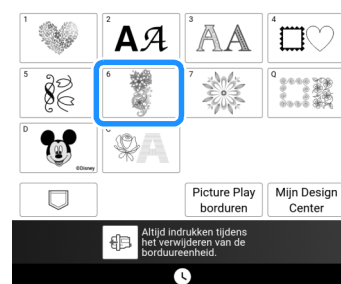 1 2 3 4
AA AA
5 6 7 Q
D C
A
©Disney
Picture Play
borduren
Mijn Design
Center
Altijd indrukken tijdens
het verwijderen van de
borduureenheid.